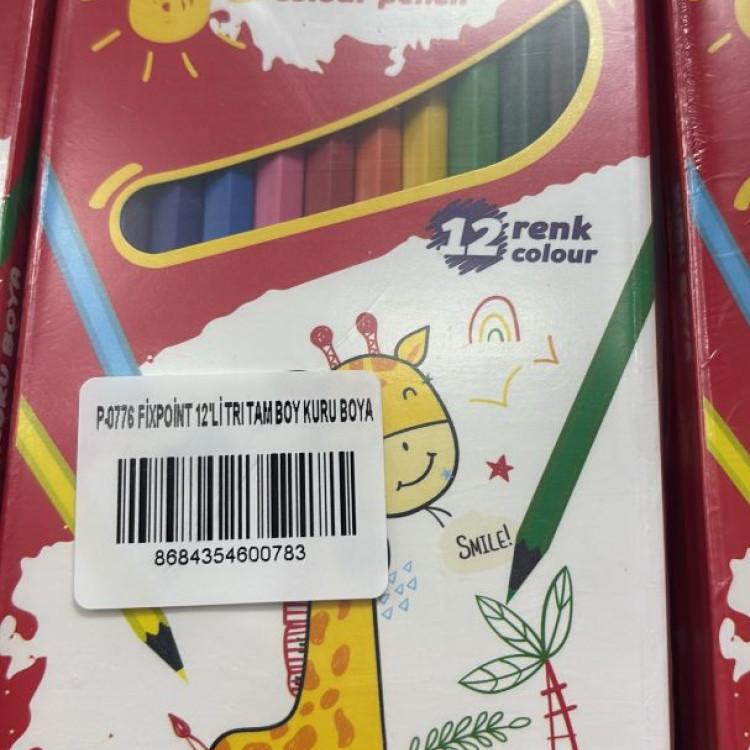 colour pencil
12 renk
colour
P-0776 FİXPOİNT 12'Lİ TRI TAM BOY KURU BOYA
8684354600783
SMILE!
KURU BOYA